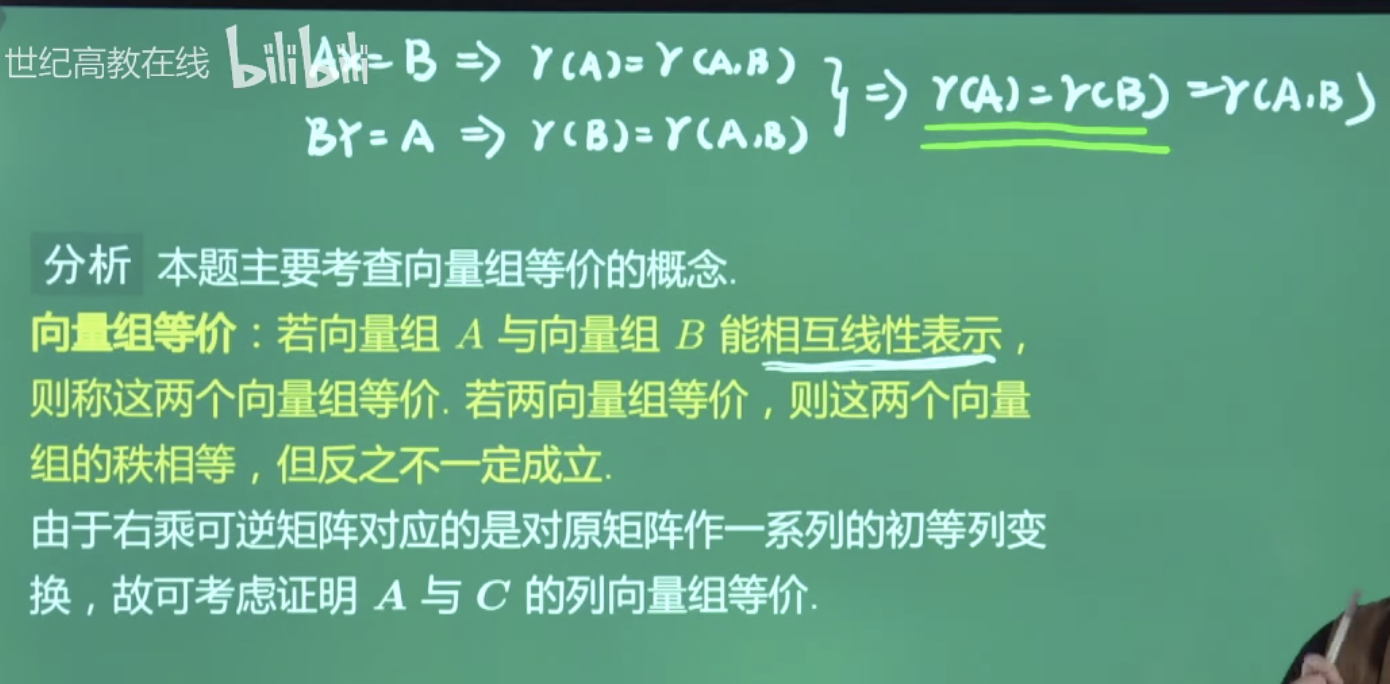 世纪高教在线 bilibili AX=B => r(A)=r(A,B)
BY=A => r(B)=r(A,B) } => r(A)=r(B)=r(A,B)
分析 本题主要考查向量组等价的概念.
向量组等价：若向量组 A 与向量组 B 能相互线性表示，
则称这两个向量组等价. 若两向量组等价，则这两个向量
组的秩相等，但反之不一定成立.
由于右乘可逆矩阵对应的是对原矩阵作一系列的初等列变
换，故可考虑证明 A 与 C 的列向量组等价.